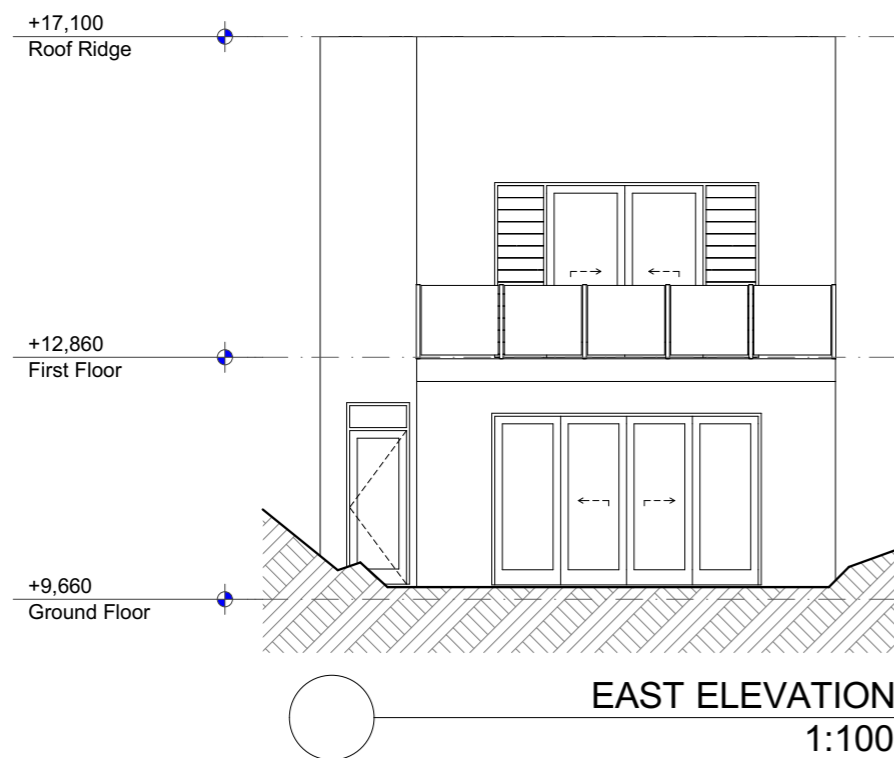 +17,100
Roof Ridge
+12,860
First Floor
+9,660
Ground Floor
EAST ELEVATION
1:100